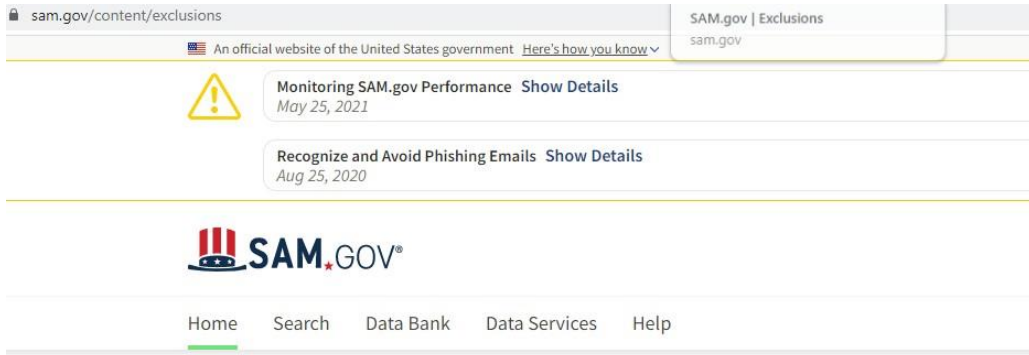 sam.gov/content/exclusions
SAM.gov | Exclusions
sam.gov
An official website of the United States government Here's how you know
Monitoring SAM.gov Performance Show Details
May 25, 2021
Recognize and Avoid Phishing Emails Show Details
Aug 25, 2020
SAM.GOV®
Home Search Data Bank Data Services Help